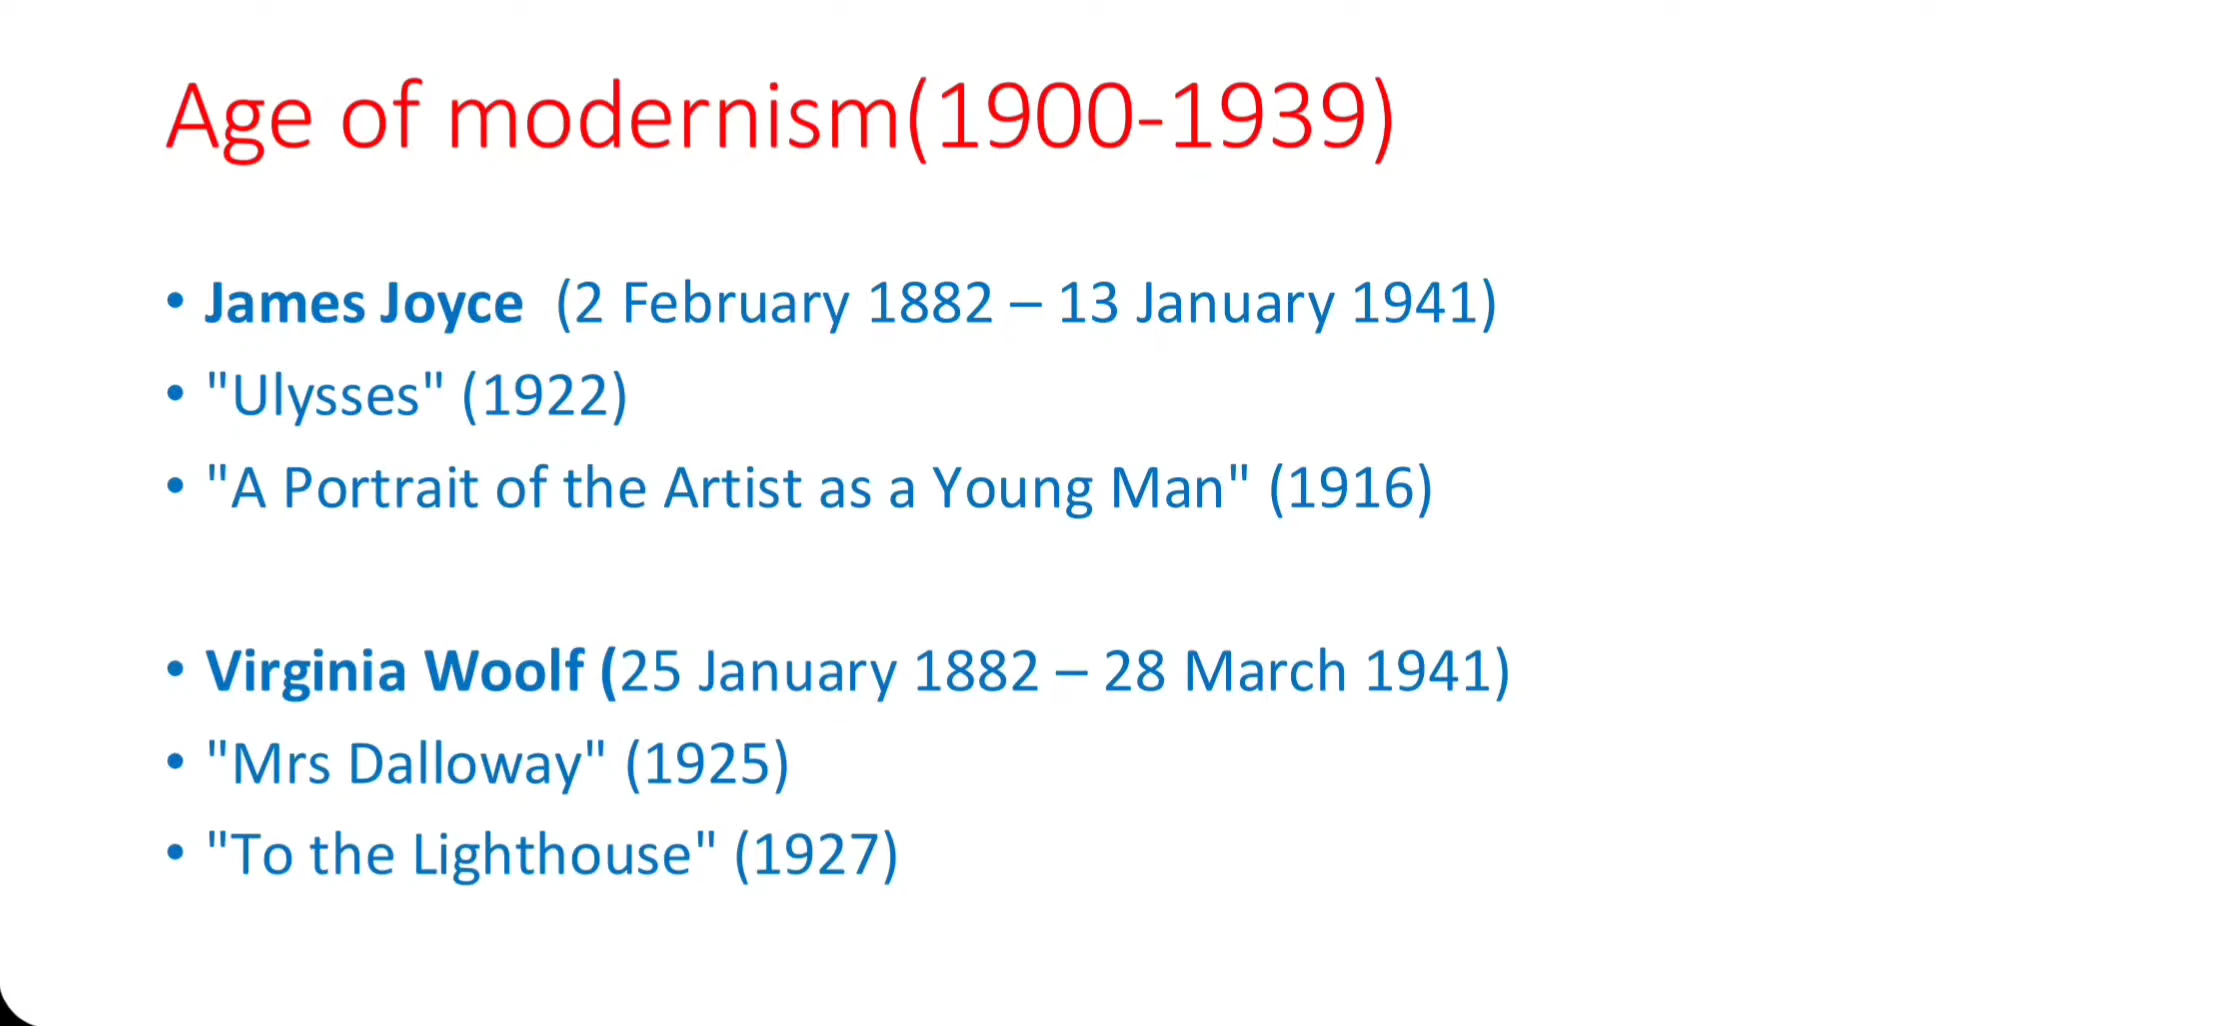 Age of modernism(1900-1939)
• James Joyce  (2 February 1882 – 13 January 1941)
• "Ulysses" (1922)
• "A Portrait of the Artist as a Young Man" (1916)
• Virginia Woolf (25 January 1882 – 28 March 1941)
• "Mrs Dalloway" (1925)
• "To the Lighthouse" (1927)